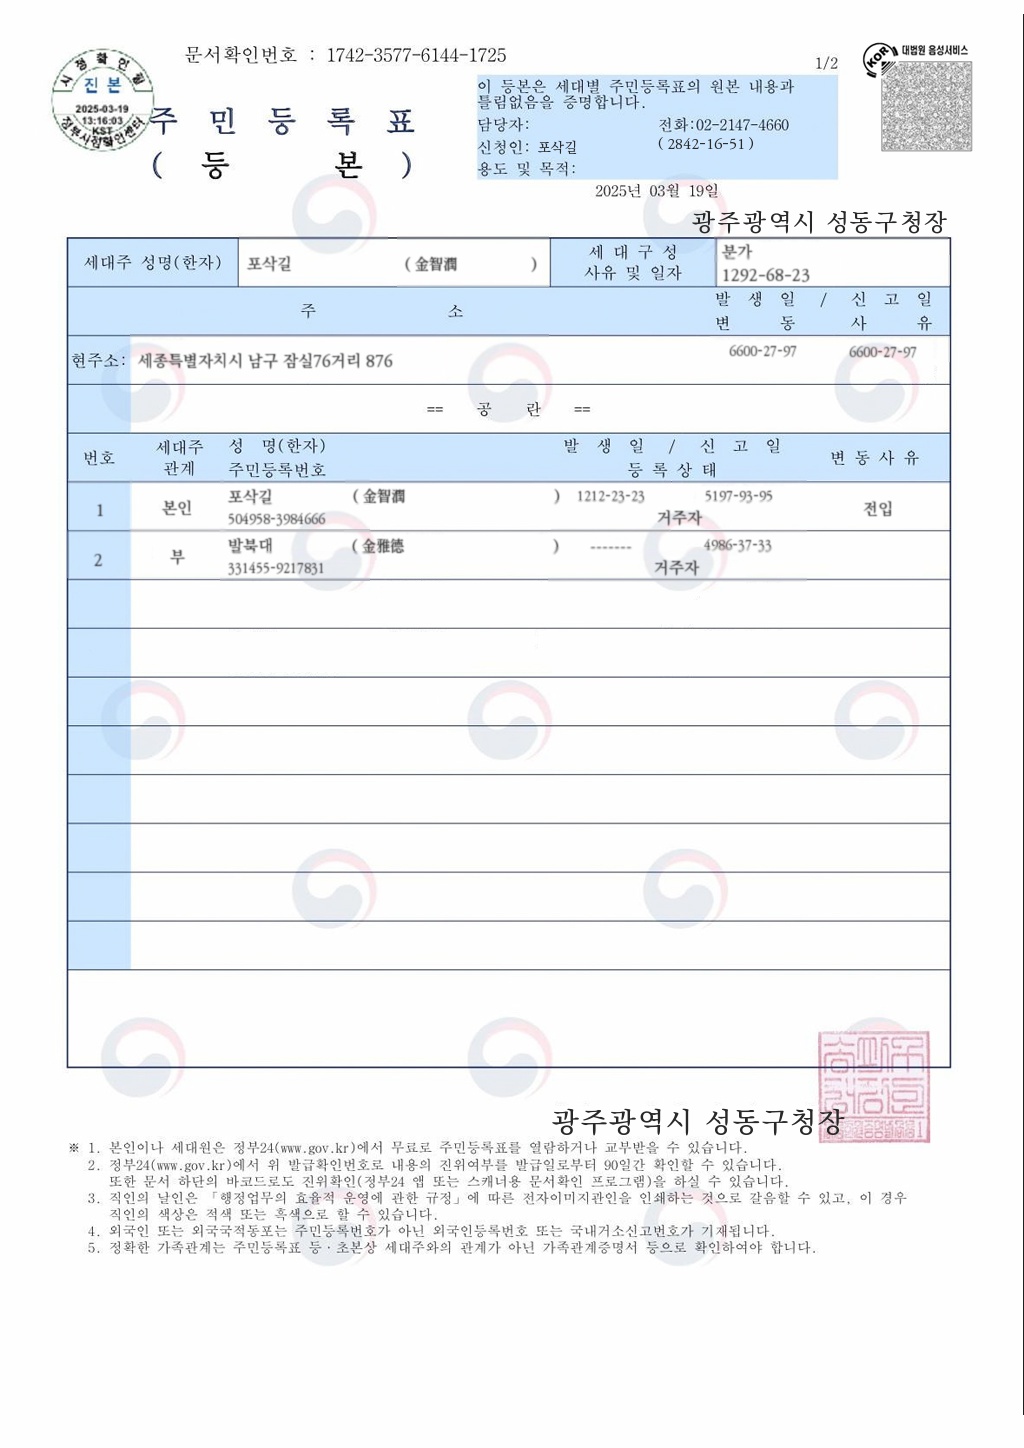 문서확인번호 : 1742-3577-6144-1725
1/2
대법원 음성서비스
KOR
시점확인필
진본
2025-03-19
13:16:03
KST
정부시점확인센터
주 민 등 록 표
( 등 본 )
이 등본은 세대별 주민등록표의 원본 내용과
틀림없음을 증명합니다.
담당자: 전화:02-2147-4660
신청인: 포삭길 ( 2842-16-51 )
용도 및 목적:
2025년 03월 19일
광주광역시 성동구청장
세대주 성명(한자) 포삭길 ( 金智潤 ) 세 대 구 성 사유 및 일자 분가 1292-68-23
주 소 발 생 일 / 신 고 일
변 동 사 유
현주소: 세종특별자치시 남구 잠실76거리 876 6600-27-97 6600-27-97
== 공 란 ==
번호 세대주 관계 성 명(한자) 주민등록번호 발 생 일 / 신 고 일 등 록 상 태 변 동 사 유
1 본인 포삭길 ( 金智潤 ) 1212-23-23 5197-93-95 전입
504958-3984666 거주자
2 부 발북대 ( 金雅德 ) ------- 4986-37-33
331455-9217831 거주자
광주광역시 성동구청장
※ 1. 본인이나 세대원은 정부24(www.gov.kr)에서 무료로 주민등록표를 열람하거나 교부받을 수 있습니다.
2. 정부24(www.gov.kr)에서 위 발급확인번호로 내용의 진위여부를 발급일로부터 90일간 확인할 수 있습니다.
또한 문서 하단의 바코드로도 진위확인(정부24 앱 또는 스캐너용 문서확인 프로그램)을 하실 수 있습니다.
3. 직인의 날인은 「행정업무의 효율적 운영에 관한 규정」에 따른 전자이미지관인을 인쇄하는 것으로 갈음할 수 있고, 이 경우
직인의 색상은 적색 또는 흑색으로 할 수 있습니다.
4. 외국인 또는 외국국적동포는 주민등록번호가 아닌 외국인등록번호 또는 국내거소신고번호가 기재됩니다.
5. 정확한 가족관계는 주민등록표 등·초본상 세대주와의 관계가 아닌 가족관계증명서 등으로 확인하여야 합니다.